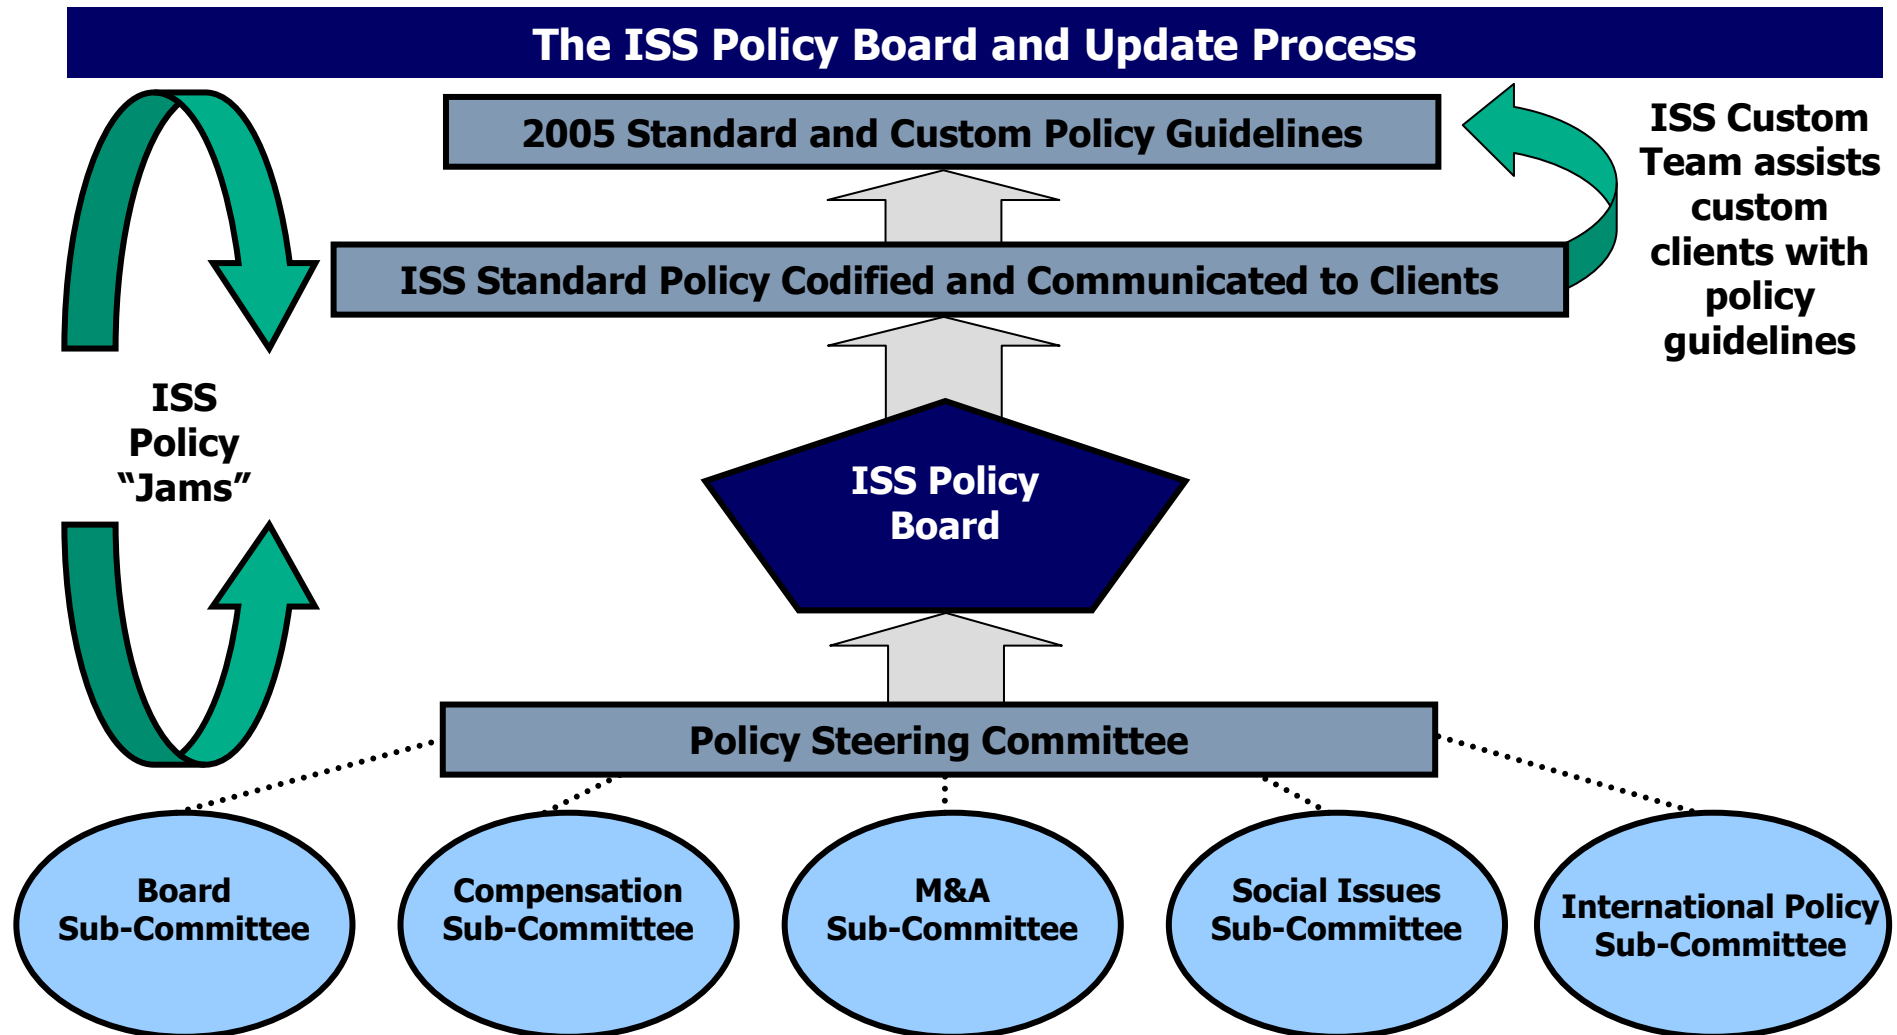 The ISS Policy Board and Update Process
2005 Standard and Custom Policy Guidelines
ISS Custom
Team assists
custom
clients with
policy
guidelines
ISS Standard Policy Codified and Communicated to Clients
ISS
Policy
“Jams”
ISS Policy
Board
Policy Steering Committee
Board
Sub-Committee
Compensation
Sub-Committee
M&A
Sub-Committee
Social Issues
Sub-Committee
International Policy
Sub-Committee